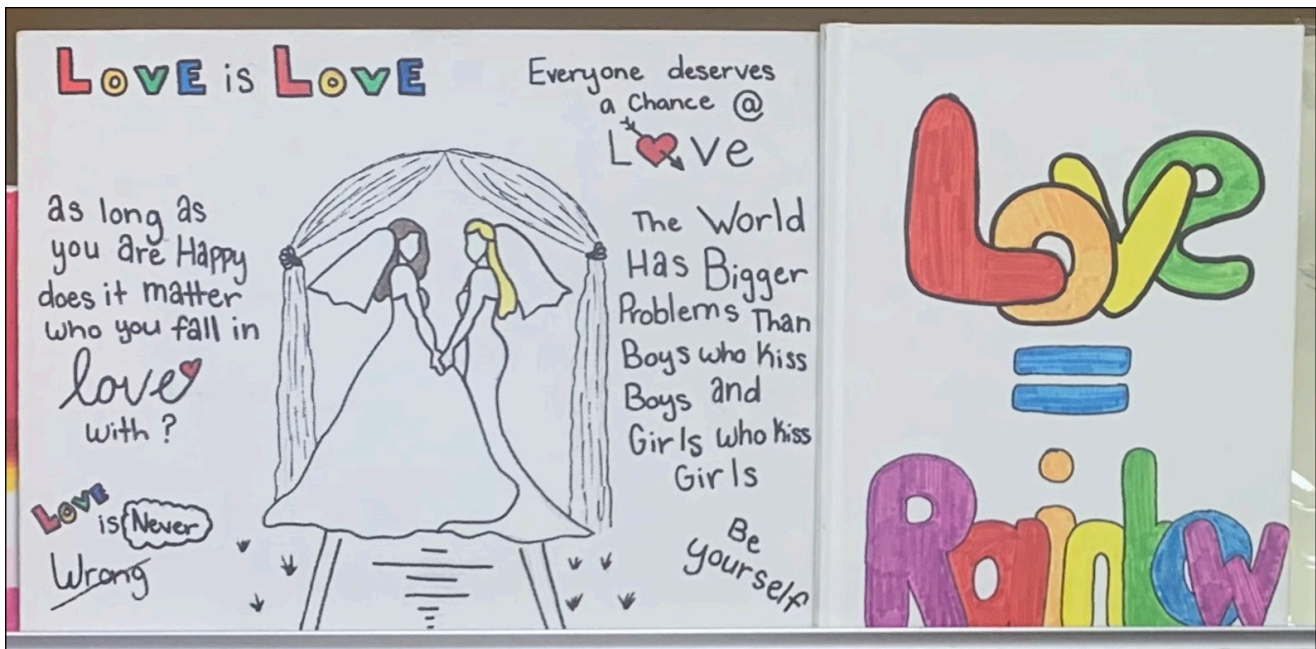 LOVE is LOVE
Everyone deserves
a Chance @
Love
as long as
you are Happy
does it matter
who you fall in
love
with?
The World
Has Bigger
Problems Than
Boys who Kiss
Boys and
Girls who Kiss
Girls
LOVE
is Never
Wrong
Be
yourself
Love
=
Rainbow